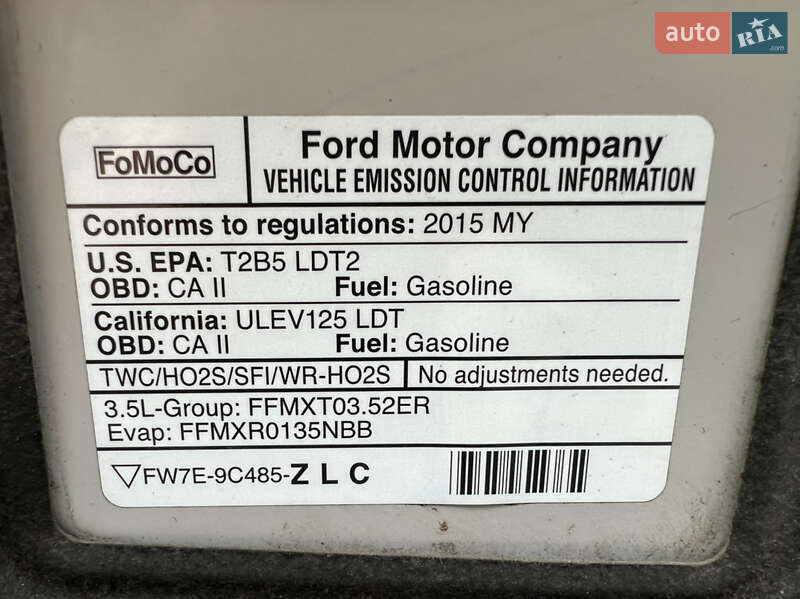 auto RIA.com
FoMoCo
Ford Motor Company
VEHICLE EMISSION CONTROL INFORMATION
Conforms to regulations: 2015 MY
U.S. EPA: T2B5 LDT2
OBD: CA II Fuel: Gasoline
California: ULEV125 LDT
OBD: CA II Fuel: Gasoline
TWC/HO2S/SFI/WR-HO2S No adjustments needed.
3.5L-Group: FFMXT03.52ER
Evap: FFMXR0135NBB
FW7E-9C485-Z L C